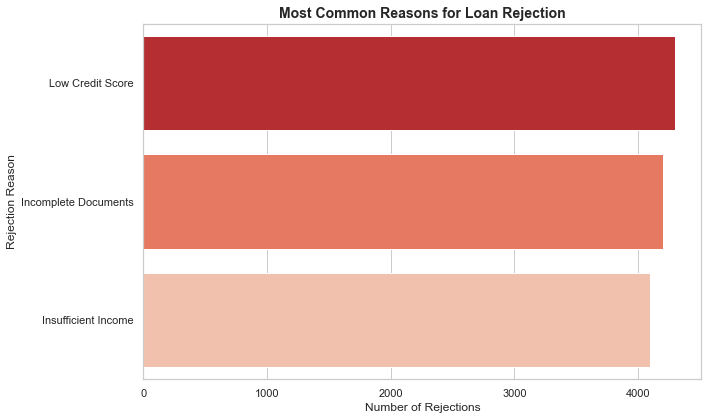 Most Common Reasons for Loan Rejection
Rejection Reason
Low Credit Score
Incomplete Documents
Insufficient Income
0 1000 2000 3000 4000
Number of Rejections